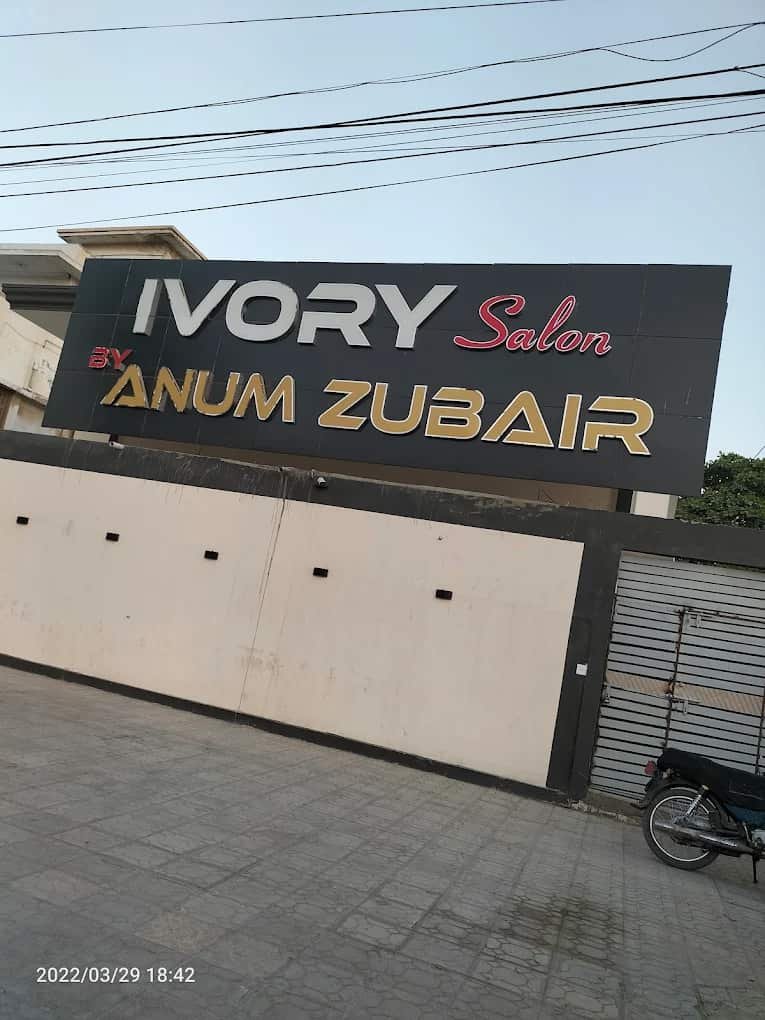 IVORY Salon
BY ANUM ZUBAIR
2022/03/29 18:42